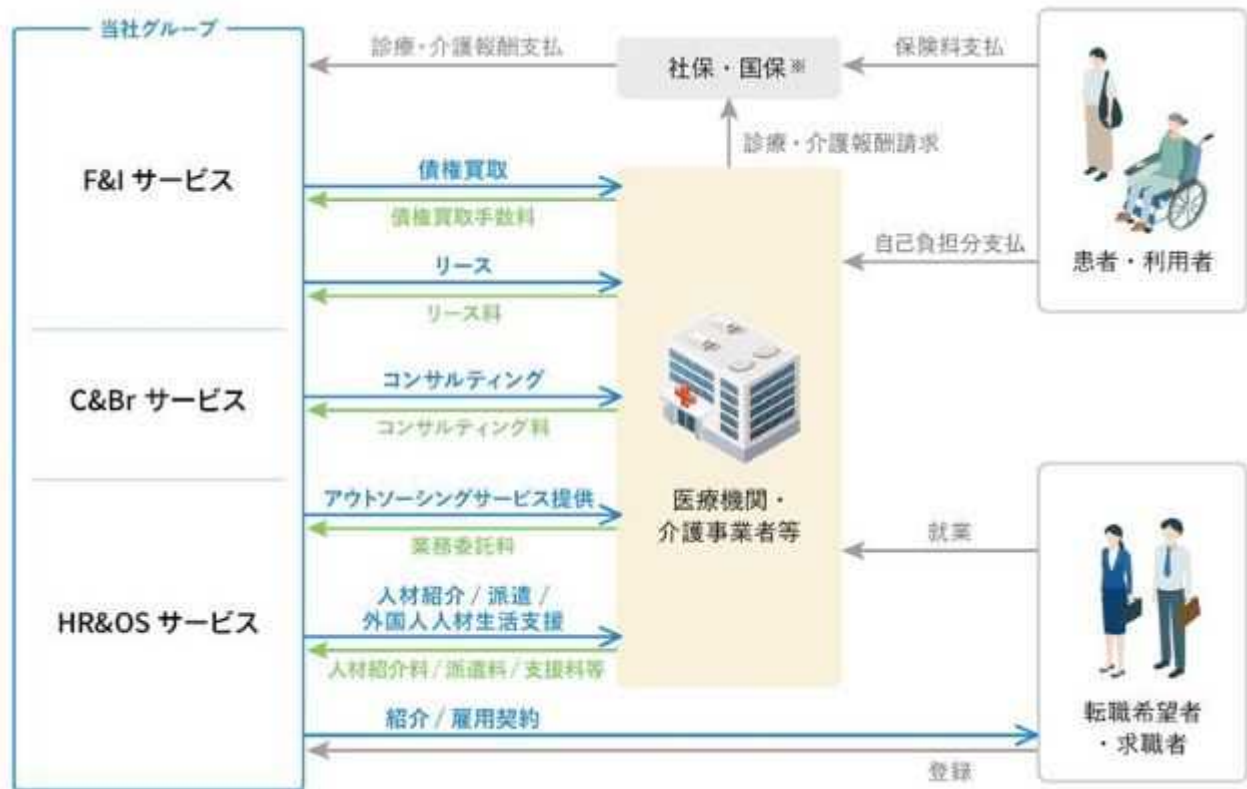 当社グループ
診療・介護報酬支払
社保・国保※
保険料支払
診療・介護報酬請求
F&I サービス
債権買取
債権買取手数料
自己負担分支払
患者・利用者
リース
リース料
C&Br サービス
コンサルティング
コンサルティング料
アウトソーシングサービス提供
業務委託料
医療機関・
介護事業者等
就業
HR&OS サービス
人材紹介 / 派遣 /
外国人人材生活支援
人材紹介料 / 派遣料 / 支援料等
紹介 / 雇用契約
登録
転職希望者
・求職者